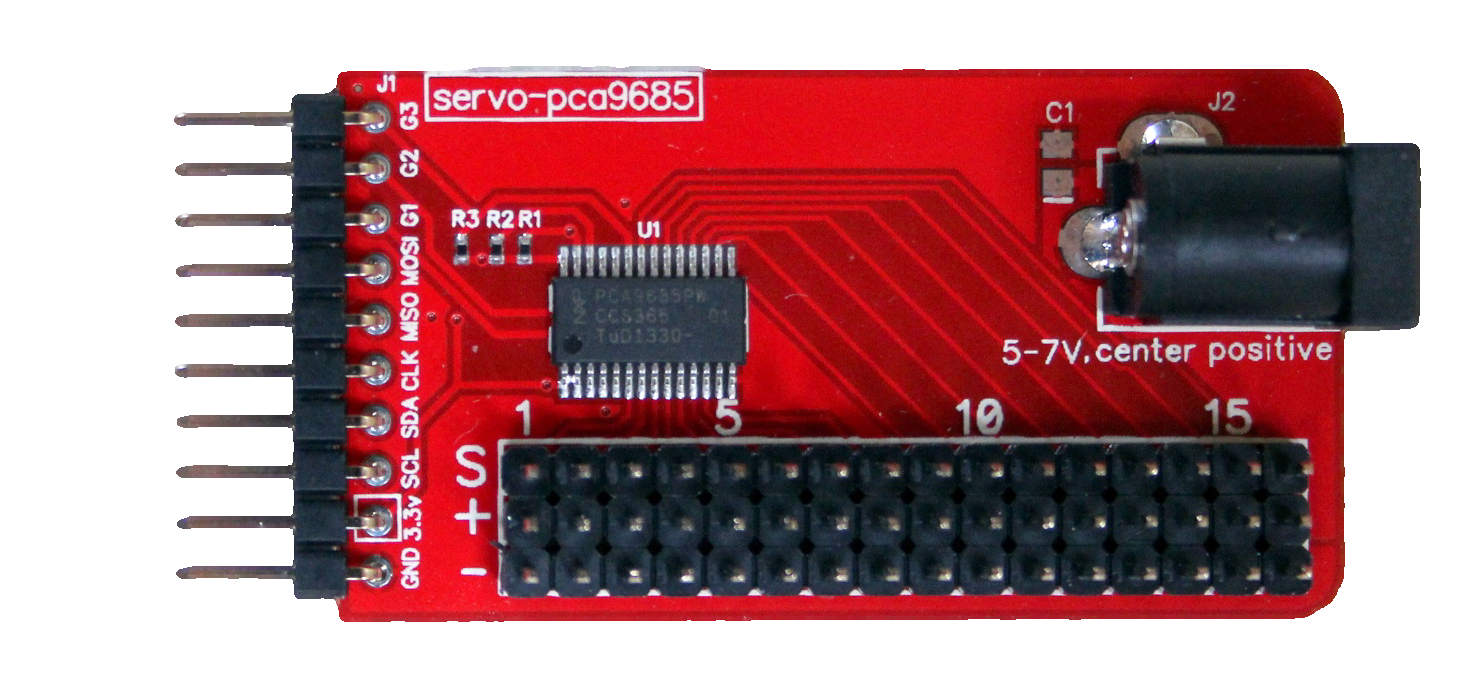 J1
servo-pca9685
G3
G2
G1
MOSI
MISO
CLK
SDA
SCL
3.3v
GND
C1
J2
R3 R2 R1
U1
PCA9685PW
CCS365 01
TuD1330-
5-7V.center positive
1 5 10 15
S
+
-